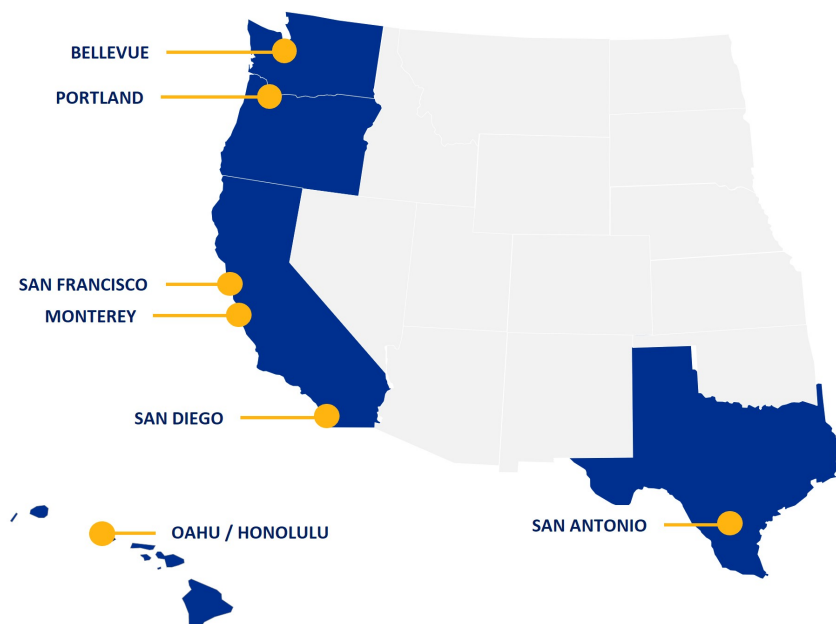 BELLEVUE
PORTLAND
SAN FRANCISCO
MONTEREY
SAN DIEGO
OAHU / HONOLULU
SAN ANTONIO